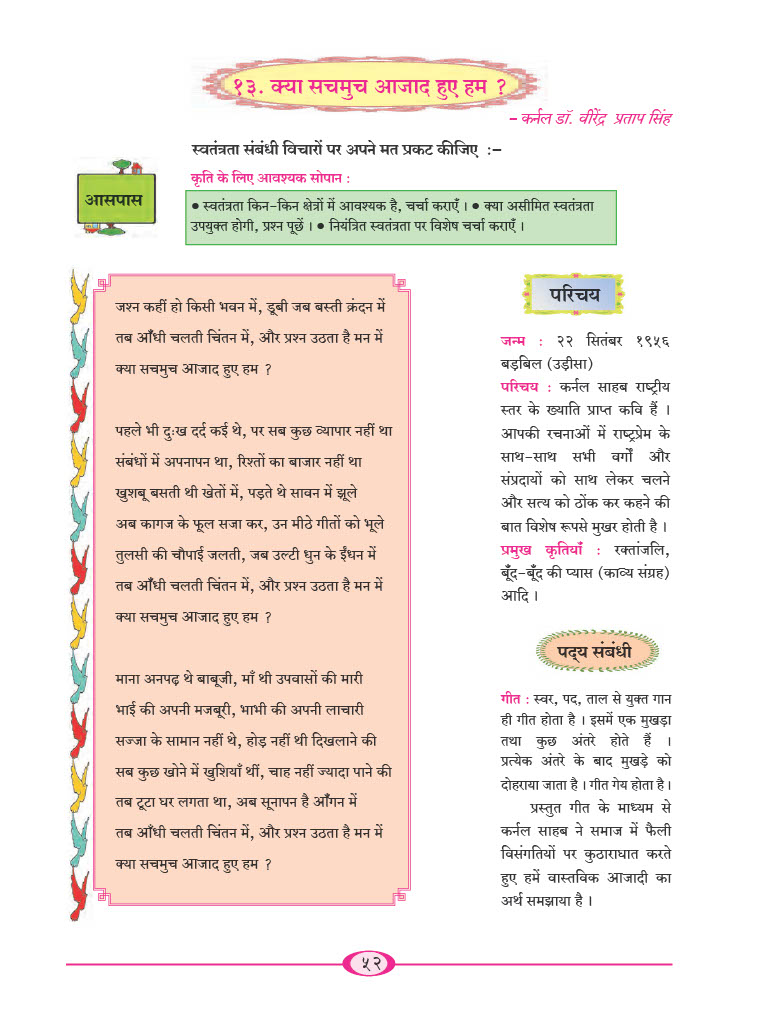 १३. क्या सचमुच आजाद हुए हम ?
– कर्नल डॉ. वीरेंद्र प्रताप सिंह
स्वतंत्रता संबंधी विचारों पर अपने मत प्रकट कीजिए :–
कृति के लिए आवश्यक सोपान :
आसपास
● स्वतंत्रता किन-किन क्षेत्रों में आवश्यक है, चर्चा कराएँ । ● क्या असीमित स्वतंत्रता
उपयुक्त होगी, प्रश्न पूछें । ● नियंत्रित स्वतंत्रता पर विशेष चर्चा कराएँ ।
जश्न कहीं हो किसी भवन में, डूबी जब बस्ती क्रंदन में
तब आँधी चलती चिंतन में, और प्रश्न उठता है मन में
क्या सचमुच आजाद हुए हम ?
पहले भी दुःख दर्द कई थे, पर सब कुछ व्यापार नहीं था
संबंधों में अपनापन था, रिश्तों का बाजार नहीं था
खुशबू बसती थी खेतों में, पड़ते थे सावन में झूले
अब कागज के फूल सजा कर, उन मीठे गीतों को भूले
तुलसी की चौपाई जलती, जब उल्टी धुन के ईंधन में
तब आँधी चलती चिंतन में, और प्रश्न उठता है मन में
क्या सचमुच आजाद हुए हम ?
माना अनपढ़ थे बाबूजी, माँ थी उपवासों की मारी
भाई की अपनी मजबूरी, भाभी की अपनी लाचारी
सज्जा के सामान नहीं थे, होड़ नहीं थी दिखलाने की
सब कुछ खोने में खुशियाँ थीं, चाह नहीं ज्यादा पाने की
तब टूटा घर लगता था, अब सूनापन है आँगन में
तब आँधी चलती चिंतन में, और प्रश्न उठता है मन में
क्या सचमुच आजाद हुए हम ?
परिचय
जन्म : २२ सितंबर १९५६
बड़बिल (उड़ीसा)
परिचय : कर्नल साहब राष्ट्रीय
स्तर के ख्याति प्राप्त कवि हैं ।
आपकी रचनाओं में राष्ट्रप्रेम के
साथ-साथ सभी वर्गों और
संप्रदायों को साथ लेकर चलने
और सत्य को ठोंक कर कहने की
बात विशेष रूपसे मुखर होती है ।
प्रमुख कृतियाँ : रक्तांजलि,
बूँद-बूँद की प्यास (काव्य संग्रह)
आदि ।
पद्य संबंधी
गीत : स्वर, पद, ताल से युक्त गान
ही गीत होता है । इसमें एक मुखड़ा
तथा कुछ अंतरे होते हैं ।
प्रत्येक अंतरे के बाद मुखड़े को
दोहराया जाता है । गीत गेय होता है ।
प्रस्तुत गीत के माध्यम से
कर्नल साहब ने समाज में फैली
विसंगतियों पर कुठाराघात करते
हुए हमें वास्तविक आजादी का
अर्थ समझाया है ।
५२